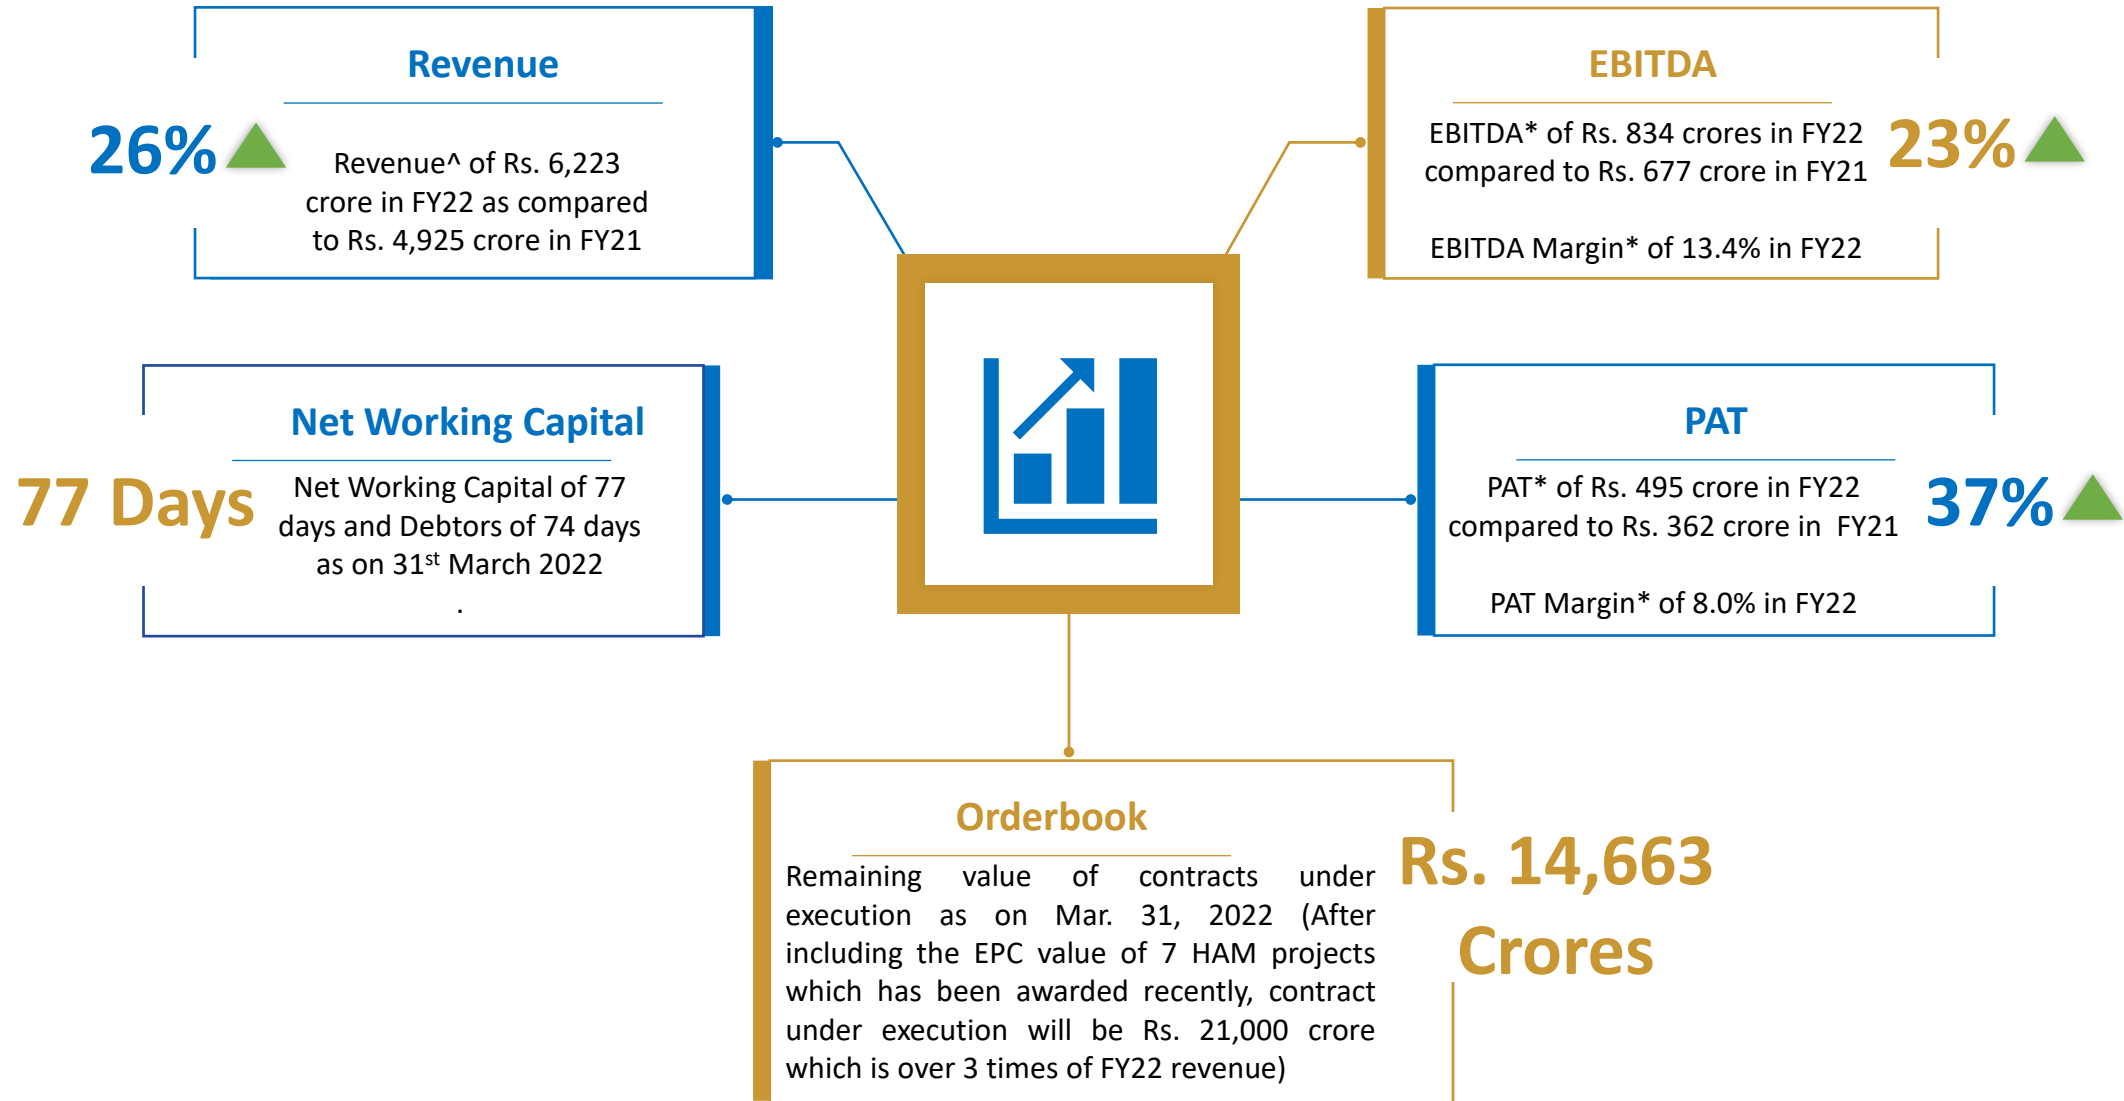 Revenue
26%
Revenue^ of Rs. 6,223
crore in FY22 as compared
to Rs. 4,925 crore in FY21
EBITDA
EBITDA* of Rs. 834 crores in FY22
compared to Rs. 677 crore in FY21
23%
EBITDA Margin* of 13.4% in FY22
Net Working Capital
77 Days
Net Working Capital of 77
days and Debtors of 74 days
as on 31st March 2022
.
PAT
PAT* of Rs. 495 crore in FY22
compared to Rs. 362 crore in FY21
37%
PAT Margin* of 8.0% in FY22
Orderbook
Remaining value of contracts under
execution as on Mar. 31, 2022 (After
including the EPC value of 7 HAM projects
which has been awarded recently, contract
under execution will be Rs. 21,000 crore
which is over 3 times of FY22 revenue)
Rs. 14,663
Crores